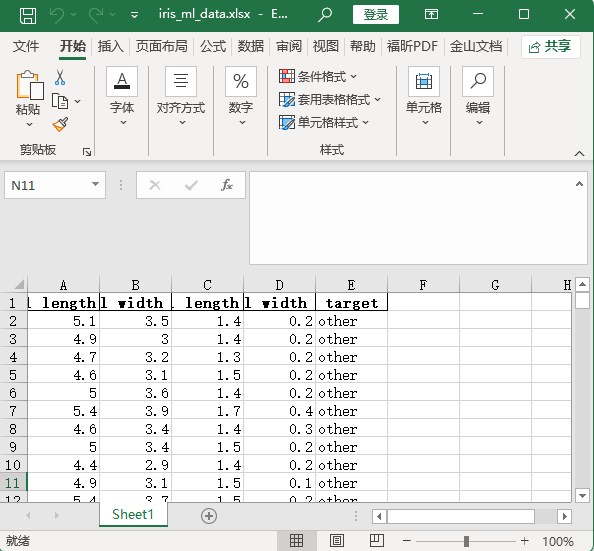 iris_ml_data.xlsx - E... 登录
文件 开始 插入 页面布局 公式 数据 审阅 视图 帮助 福昕PDF 金山文档 共享
粘贴
剪贴板
A
字体
对齐方式
%
数字
条件格式
套用表格格式
单元格样式
样式
单元格
编辑
N11 fx
A B C D E F G H
1 l length l width . length l width target
2 5.1 3.5 1.4 0.2 other
3 4.9 3 1.4 0.2 other
4 4.7 3.2 1.3 0.2 other
5 4.6 3.1 1.5 0.2 other
6 5 3.6 1.4 0.2 other
7 5.4 3.9 1.7 0.4 other
8 4.6 3.4 1.4 0.3 other
9 5 3.4 1.5 0.2 other
10 4.4 2.9 1.4 0.2 other
11 4.9 3.1 1.5 0.1 other
12 5.4 3.7 1.5 0.2 other
Sheet1
就绪 100%